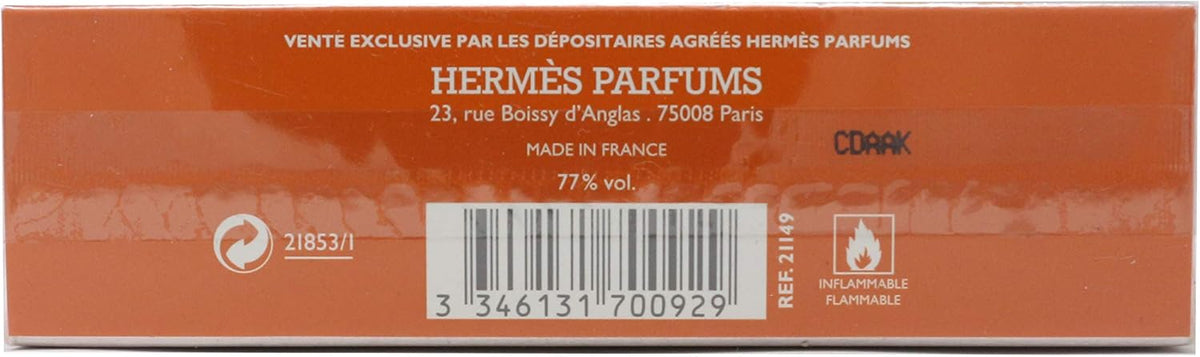 VENTE EXCLUSIVE PAR LES DÉPOSITAIRES AGRÉÉS HERMÈS PARFUMS
HERMÈS PARFUMS
23, rue Boissy d'Anglas . 75008 Paris
MADE IN FRANCE
CDAAK
77% vol.
21853/1
3 346131 700929
REF. 21149
INFLAMMABLE
FLAMMABLE